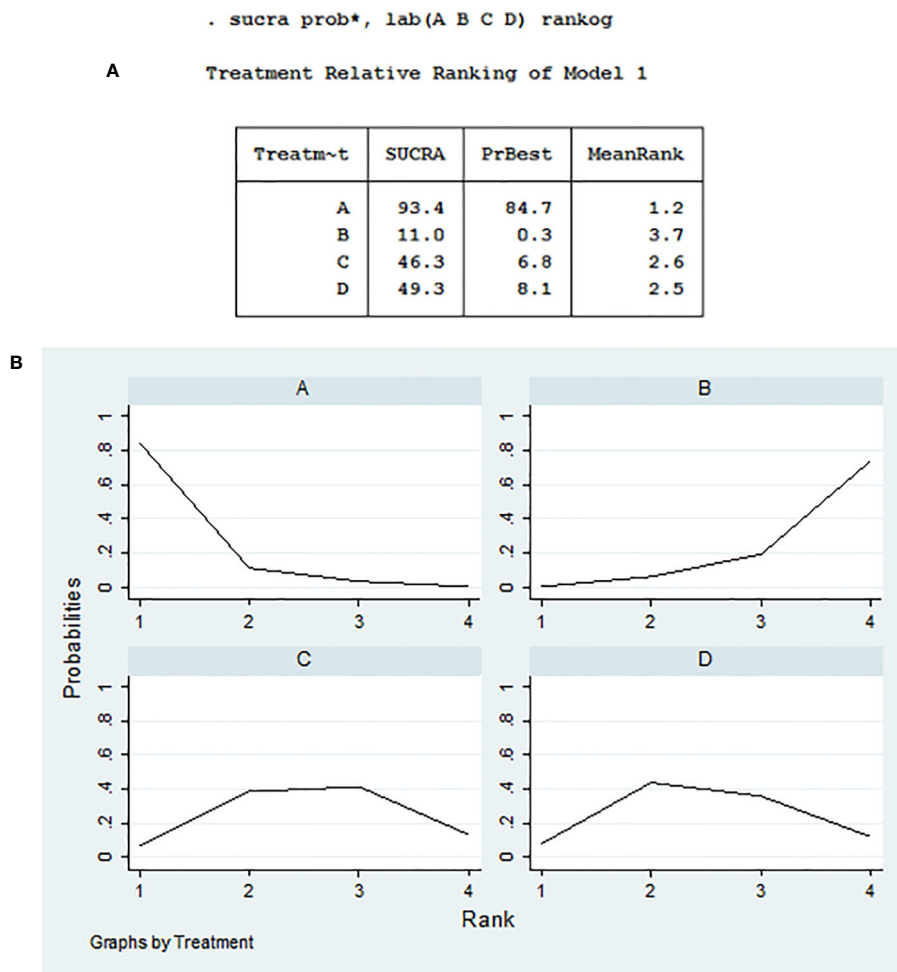 . sucra prob*, lab(A B C D) rankog
A
Treatment Relative Ranking of Model 1
Treatm~t SUCRA PrBest MeanRank
A 93.4 84.7 1.2
B 11.0 0.3 3.7
C 46.3 6.8 2.6
D 49.3 8.1 2.5
B
A
B
1
.8
.6
.4
.2
0
1 2 3 4
1
.8
.6
.4
.2
0
1 2 3 4
C
D
1
.8
.6
.4
.2
0
1 2 3 4
1
.8
.6
.4
.2
0
1 2 3 4
Probabilities
Rank
Graphs by Treatment